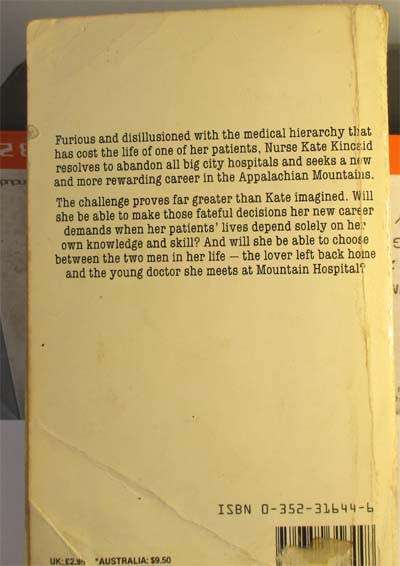 Furious and disillusioned with the medical hierarchy that
has cost the life of one of her patients, Nurse Kate Kincaid
resolves to abandon all big city hospitals and seeks a new
and more rewarding career in the Appalachian Mountains.
The challenge proves far greater than Kate imagined. Will
she be able to make those fateful decisions her new career
demands when her patients' lives depend solely on her
own knowledge and skill? And will she be able to choose
between the two men in her life — the lover left back home
and the young doctor she meets at Mountain Hospital?
ISBN 0-352-31644-6
UK: £2.95 *AUSTRALIA: $9.50